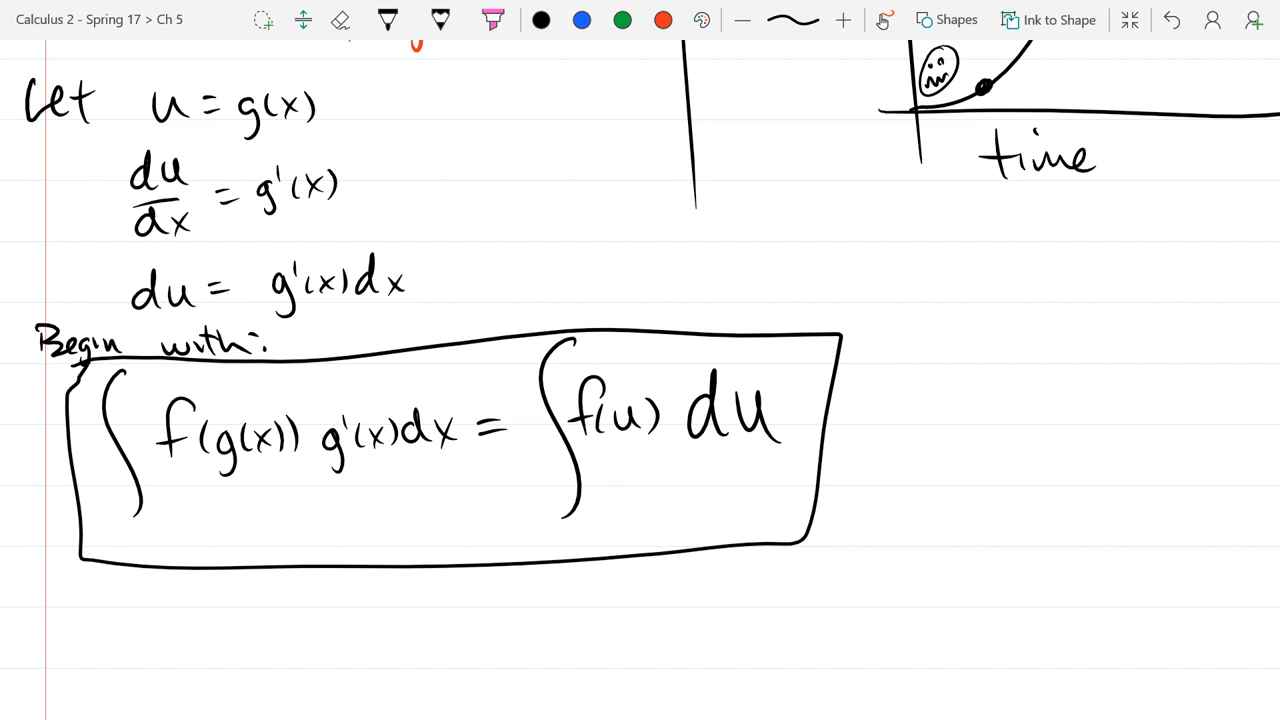 Calculus 2 - Spring 17 > Ch 5
Shapes
Ink to Shape
Let u = g(x)
du/dx = g'(x)
du = g'(x)dx
time
Begin with:
∫ f(g(x)) g'(x)dx = ∫ f(u) du